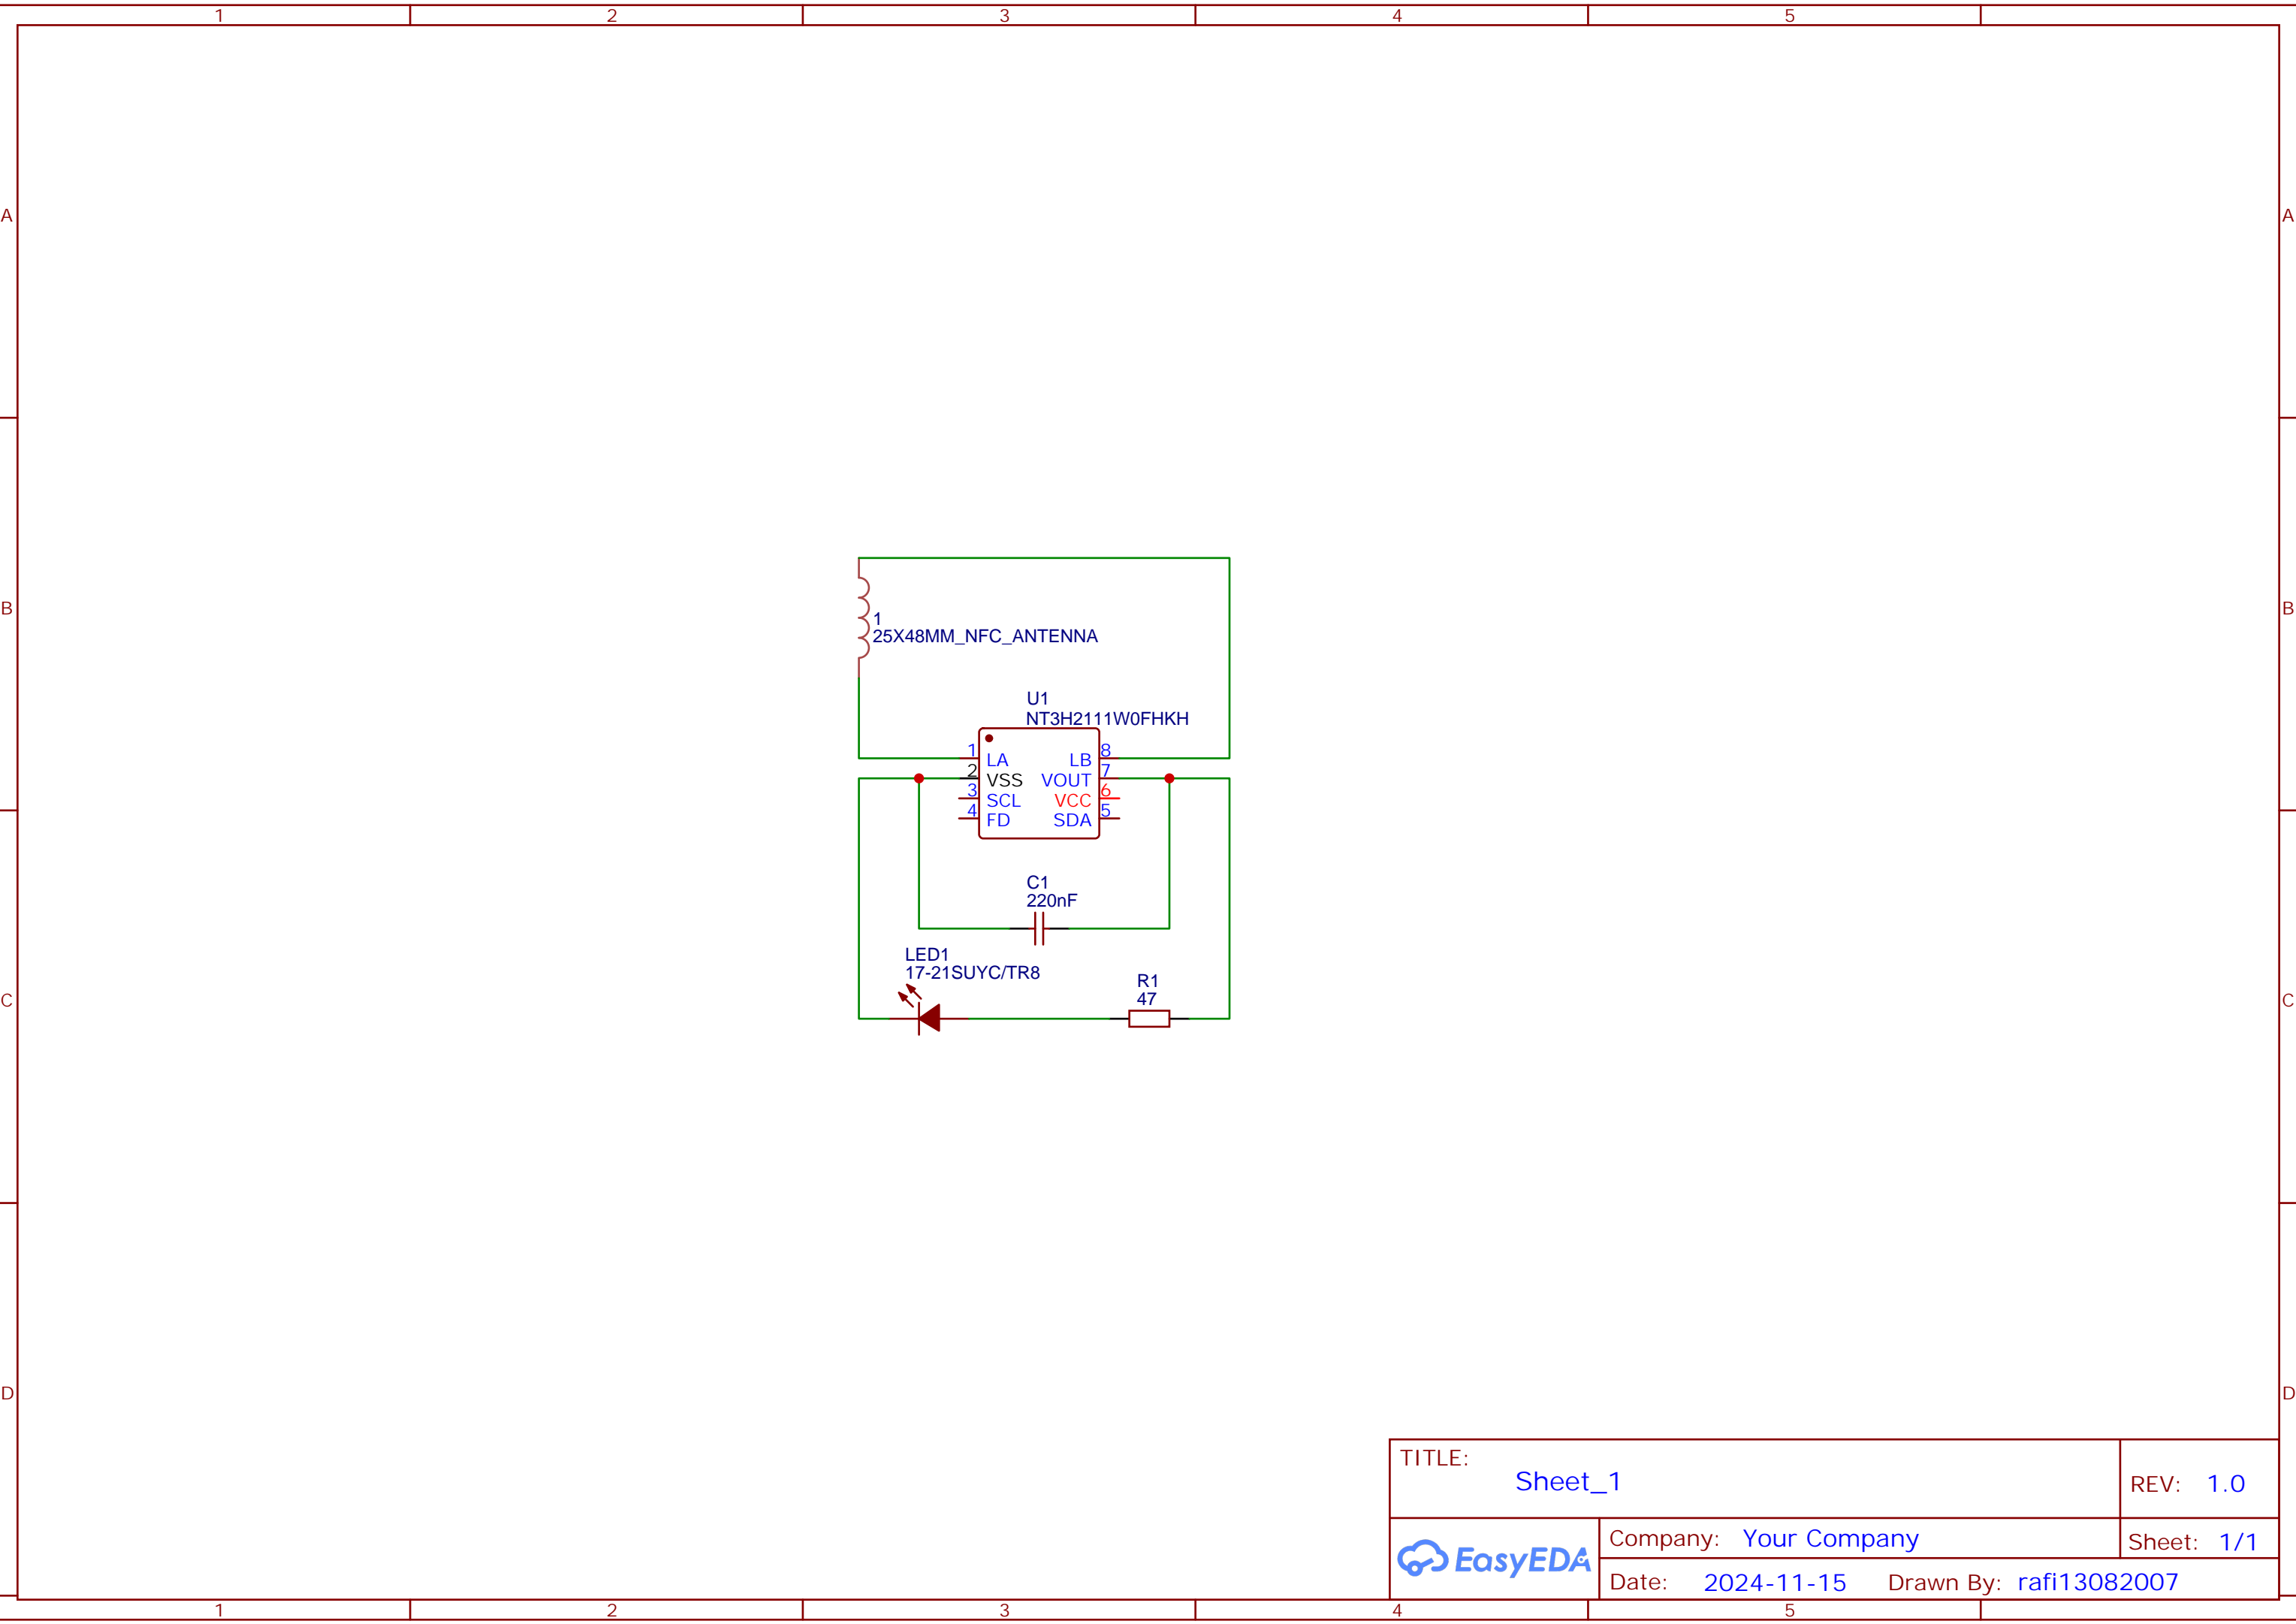 1 2 3 4 5
A A
B B
1
25X48MM_NFC_ANTENNA
U1
NT3H2111W0FHKH
1 LA LB 8
2 VSS VOUT 7
3 SCL VCC 6
4 FD SDA 5
C1
220nF
LED1
17-21SUYC/TR8
R1
47
C C
D D
TITLE:
Sheet_1
REV: 1.0
EasyEDA
Company: Your Company
Sheet: 1/1
Date: 2024-11-15 Drawn By: rafi13082007
1 2 3 4 5